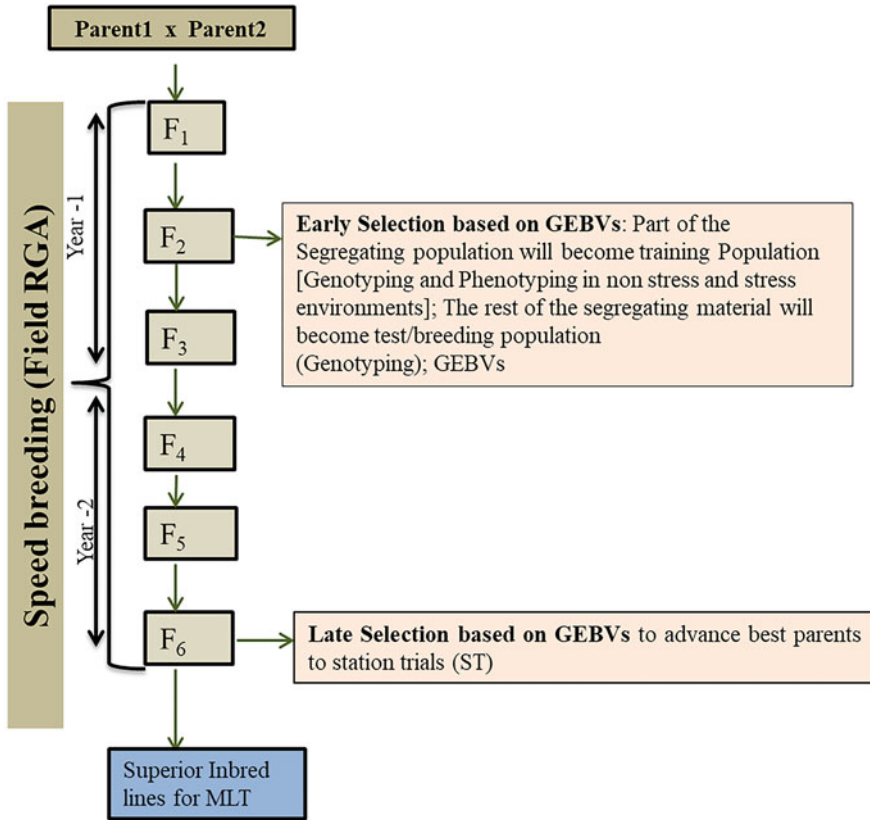 Parent1 x Parent2
Speed breeding (Field RGA)
Year -1
Year -2
F1
F2
F3
F4
F5
F6
Early Selection based on GEBVs: Part of the
Segregating population will become training Population
[Genotyping and Phenotyping in non stress and stress
environments]; The rest of the segregating material will
become test/breeding population
(Genotyping); GEBVs
Late Selection based on GEBVs to advance best parents
to station trials (ST)
Superior Inbred
lines for MLT